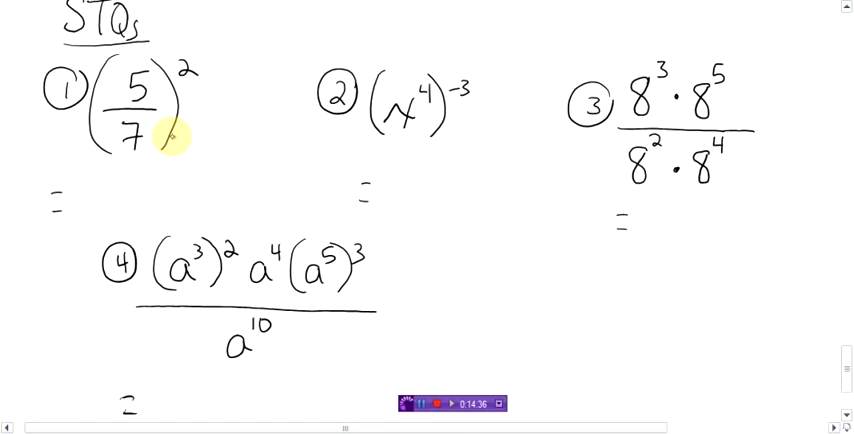 STQs
① (5/7)²
=
② (x⁴)⁻³
=
③ 8³ · 8⁵ / 8² · 8⁴
=
④ (a³)² a⁴ (a⁵)³ / a¹⁰
=
0:14:36